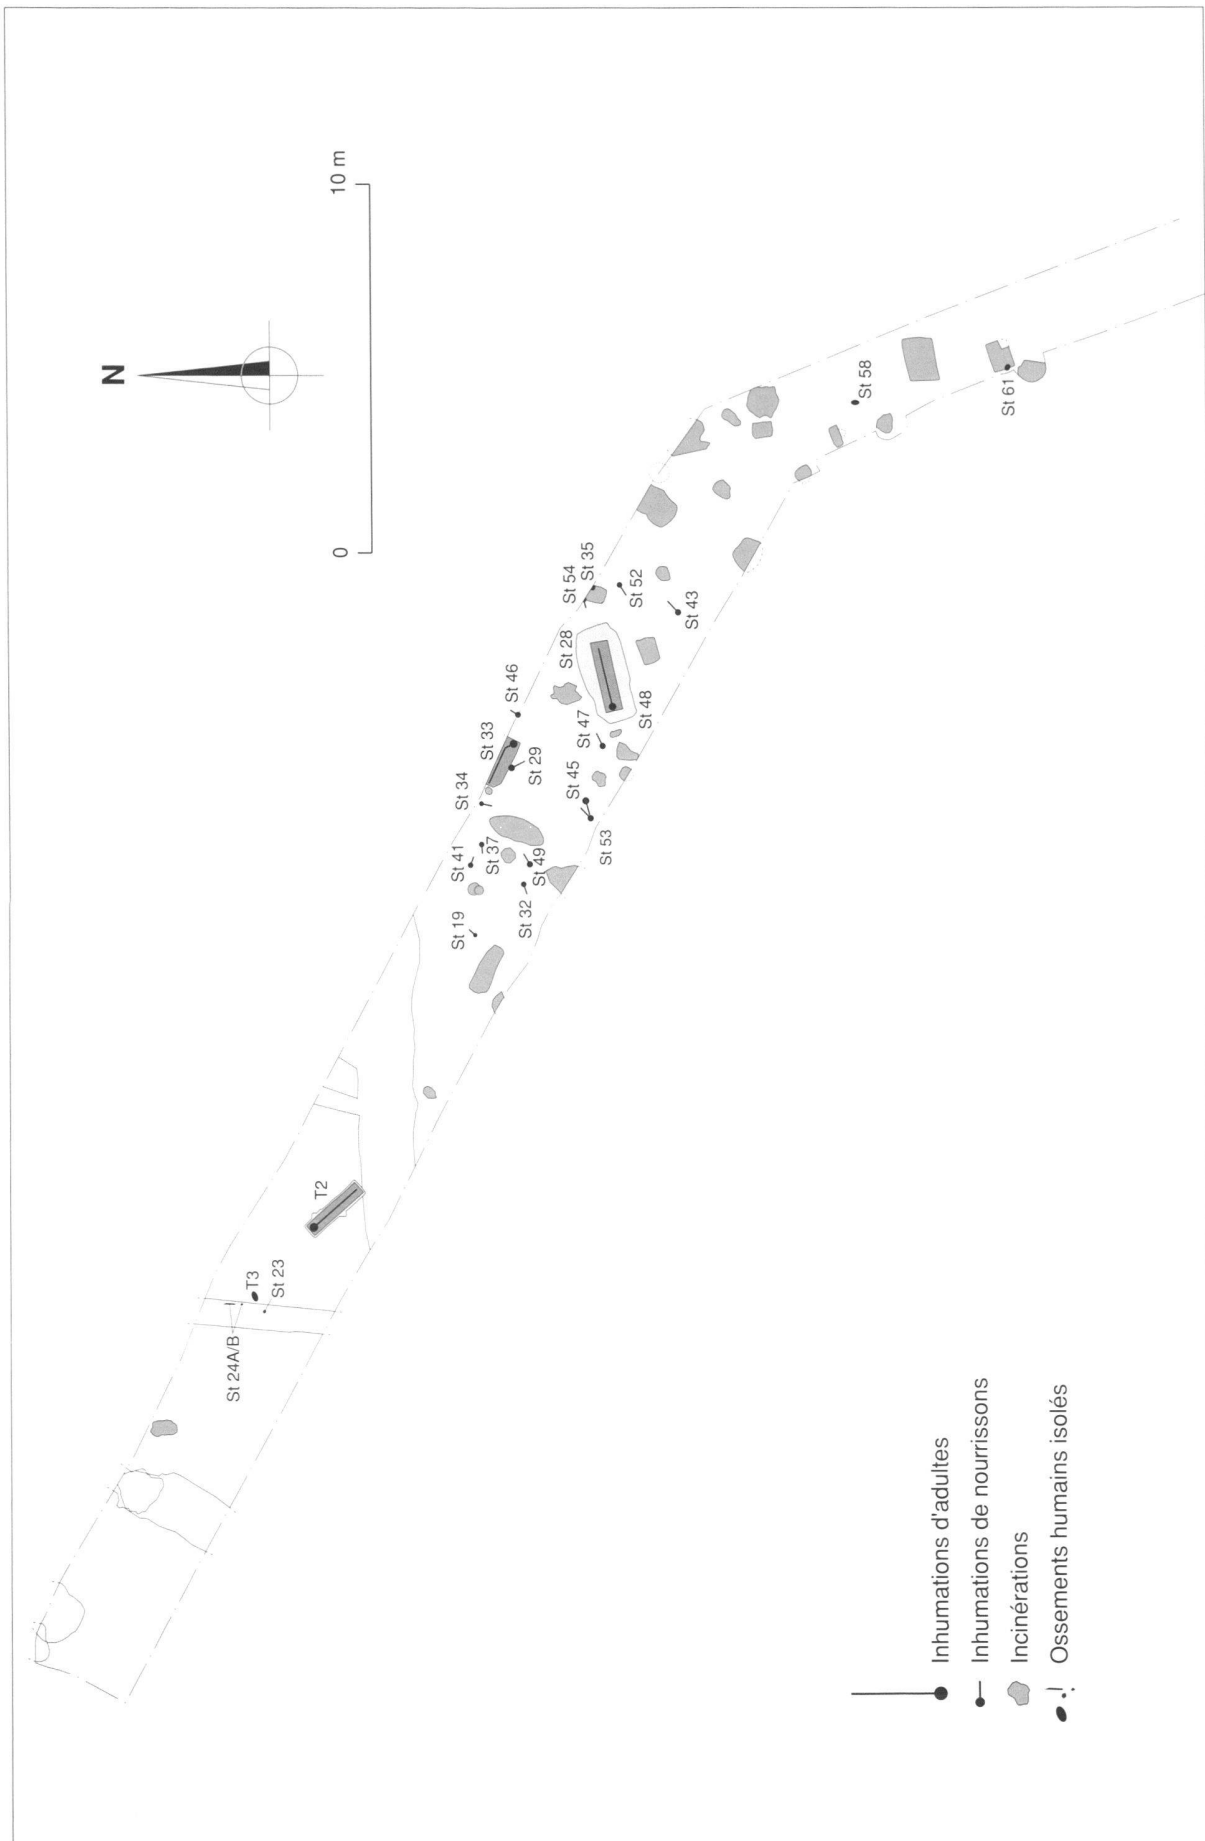 N
0
10 m
St 24A/B
T3
St 23
T2
St 19
St 41
St 37
St 34
St 32
St 49
St 33
St 29
St 46
St 45
St 53
St 47
St 48
St 28
St 54
St 35
St 52
St 43
St 58
St 61
Inhumations d'adultes
Inhumations de nourrissons
Incinérations
Ossements humains isolés